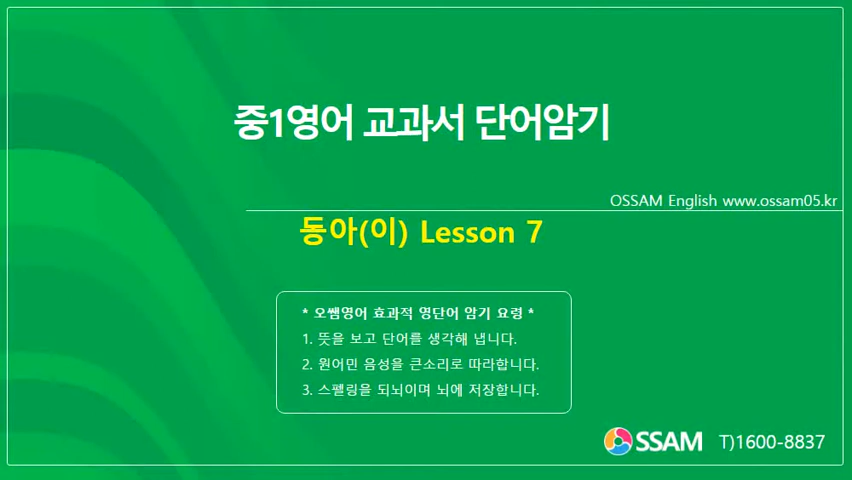 중1영어 교과서 단어암기
OSSAM English www.ossam05.kr
동아(이) Lesson 7
* 오쌤영어 효과적 영단어 암기 요령 *
1. 뜻을 보고 단어를 생각해 냅니다.
2. 원어민 음성을 큰소리로 따라합니다.
3. 스펠링을 되뇌이며 뇌에 저장합니다.
OSSAM T)1600-8837